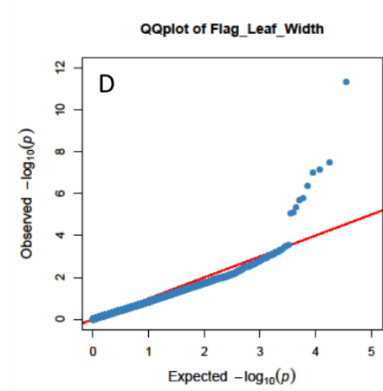 QQplot of Flag_Leaf_Width
D
Observed −log10(p)
0 2 4 6 8 10 12
0 1 2 3 4 5
Expected −log10(p)